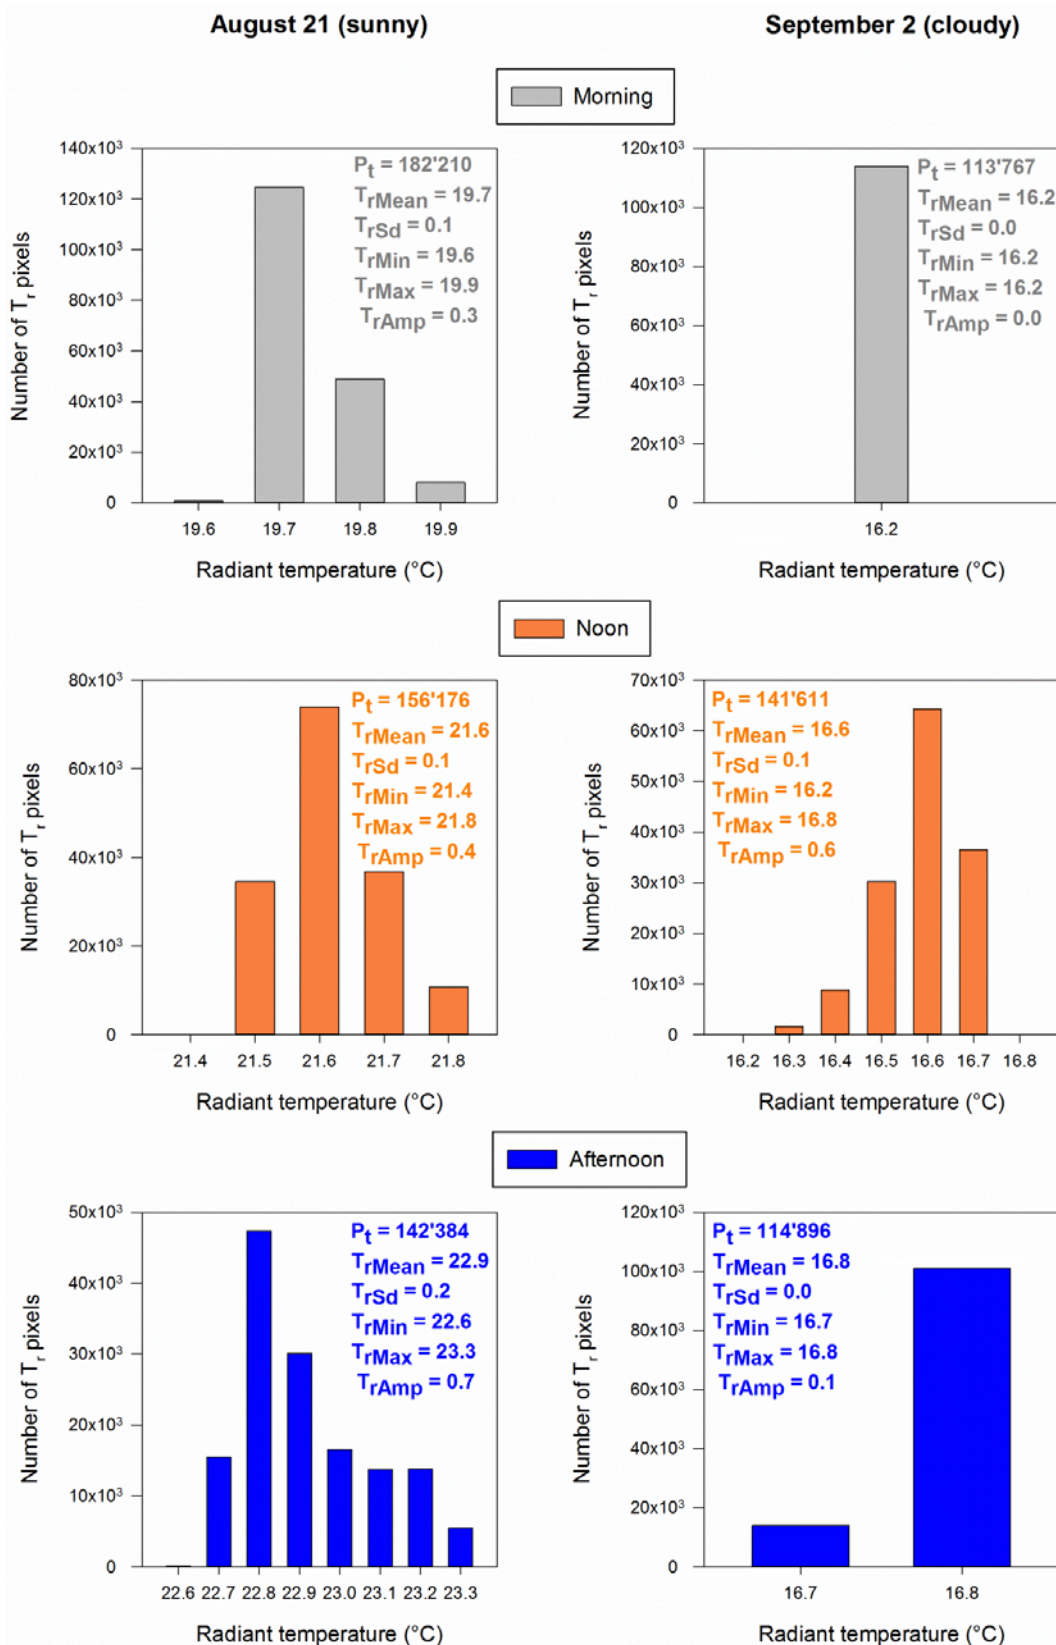 August 21 (sunny)
September 2 (cloudy)
Morning
140x10³
120x10³
100x10³
80x10³
60x10³
40x10³
20x10³
0
Number of Tr pixels
Pt = 182'210
TrMean = 19.7
TrSd = 0.1
TrMin = 19.6
TrMax = 19.9
TrAmp = 0.3
19.6 19.7 19.8 19.9
Radiant temperature (°C)
120x10³
100x10³
80x10³
60x10³
40x10³
20x10³
0
Number of Tr pixels
Pt = 113'767
TrMean = 16.2
TrSd = 0.0
TrMin = 16.2
TrMax = 16.2
TrAmp = 0.0
16.2
Radiant temperature (°C)
Noon
80x10³
60x10³
40x10³
20x10³
0
Number of Tr pixels
Pt = 156'176
TrMean = 21.6
TrSd = 0.1
TrMin = 21.4
TrMax = 21.8
TrAmp = 0.4
21.4 21.5 21.6 21.7 21.8
Radiant temperature (°C)
70x10³
60x10³
50x10³
40x10³
30x10³
20x10³
10x10³
0
Number of Tr pixels
Pt = 141'611
TrMean = 16.6
TrSd = 0.1
TrMin = 16.2
TrMax = 16.8
TrAmp = 0.6
16.2 16.3 16.4 16.5 16.6 16.7 16.8
Radiant temperature (°C)
Afternoon
50x10³
40x10³
30x10³
20x10³
10x10³
0
Number of Tr pixels
Pt = 142'384
TrMean = 22.9
TrSd = 0.2
TrMin = 22.6
TrMax = 23.3
TrAmp = 0.7
22.6 22.7 22.8 22.9 23.0 23.1 23.2 23.3
Radiant temperature (°C)
120x10³
100x10³
80x10³
60x10³
40x10³
20x10³
0
Number of Tr pixels
Pt = 114'896
TrMean = 16.8
TrSd = 0.0
TrMin = 16.7
TrMax = 16.8
TrAmp = 0.1
16.7 16.8
Radiant temperature (°C)